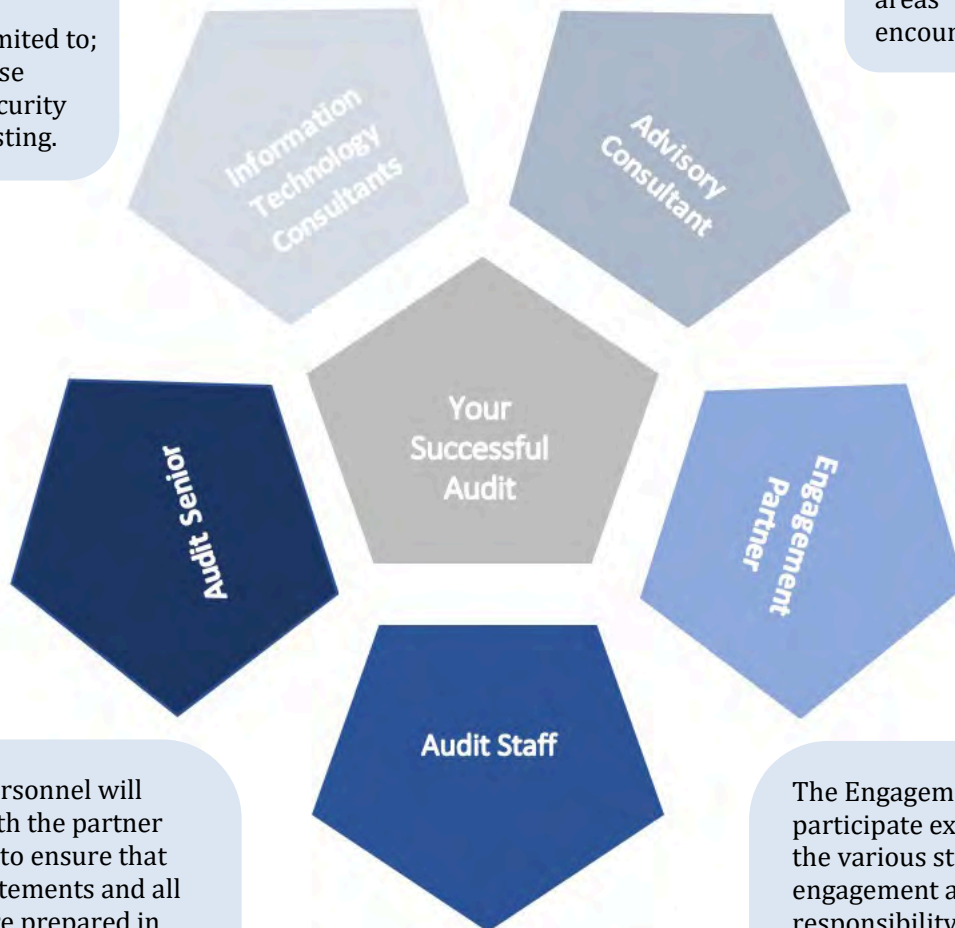 mited to;
se
curity
sting.
areas
encoun
Information
Technology
Consultants
Advisory
Consultant
Your
Successful
Audit
Audit Senior
Engagement
Partner
Audit Staff
rsonnel will
th the partner
to ensure that
tements and all
e prepared in
The Engagem
participate ex
the various st
engagement a
responsibility